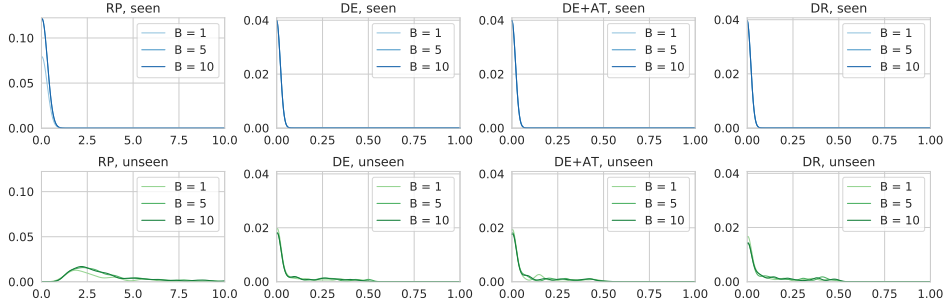 RP, seen
0.10
0.05
0.00
0.0 2.5 5.0 7.5 10.0
B = 1
B = 5
B = 10
DE, seen
0.04
0.02
0.00
0.00 0.25 0.50 0.75 1.00
B = 1
B = 5
B = 10
DE+AT, seen
0.04
0.02
0.00
0.00 0.25 0.50 0.75 1.00
B = 1
B = 5
B = 10
DR, seen
0.04
0.02
0.00
0.00 0.25 0.50 0.75 1.00
B = 1
B = 5
B = 10
RP, unseen
0.10
0.05
0.00
0.0 2.5 5.0 7.5 10.0
B = 1
B = 5
B = 10
DE, unseen
0.04
0.02
0.00
0.00 0.25 0.50 0.75 1.00
B = 1
B = 5
B = 10
DE+AT, unseen
0.04
0.02
0.00
0.00 0.25 0.50 0.75 1.00
B = 1
B = 5
B = 10
DR, unseen
0.04
0.02
0.00
0.00 0.25 0.50 0.75 1.00
B = 1
B = 5
B = 10